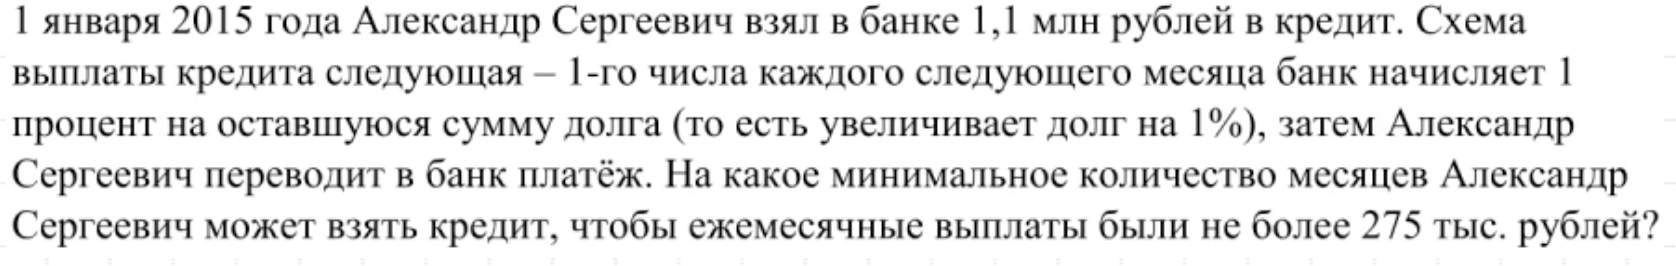 1 января 2015 года Александр Сергеевич взял в банке 1,1 млн рублей в кредит. Схема
выплаты кредита следующая – 1-го числа каждого следующего месяца банк начисляет 1
процент на оставшуюся сумму долга (то есть увеличивает долг на 1%), затем Александр
Сергеевич переводит в банк платёж. На какое минимальное количество месяцев Александр
Сергеевич может взять кредит, чтобы ежемесячные выплаты были не более 275 тыс. рублей?